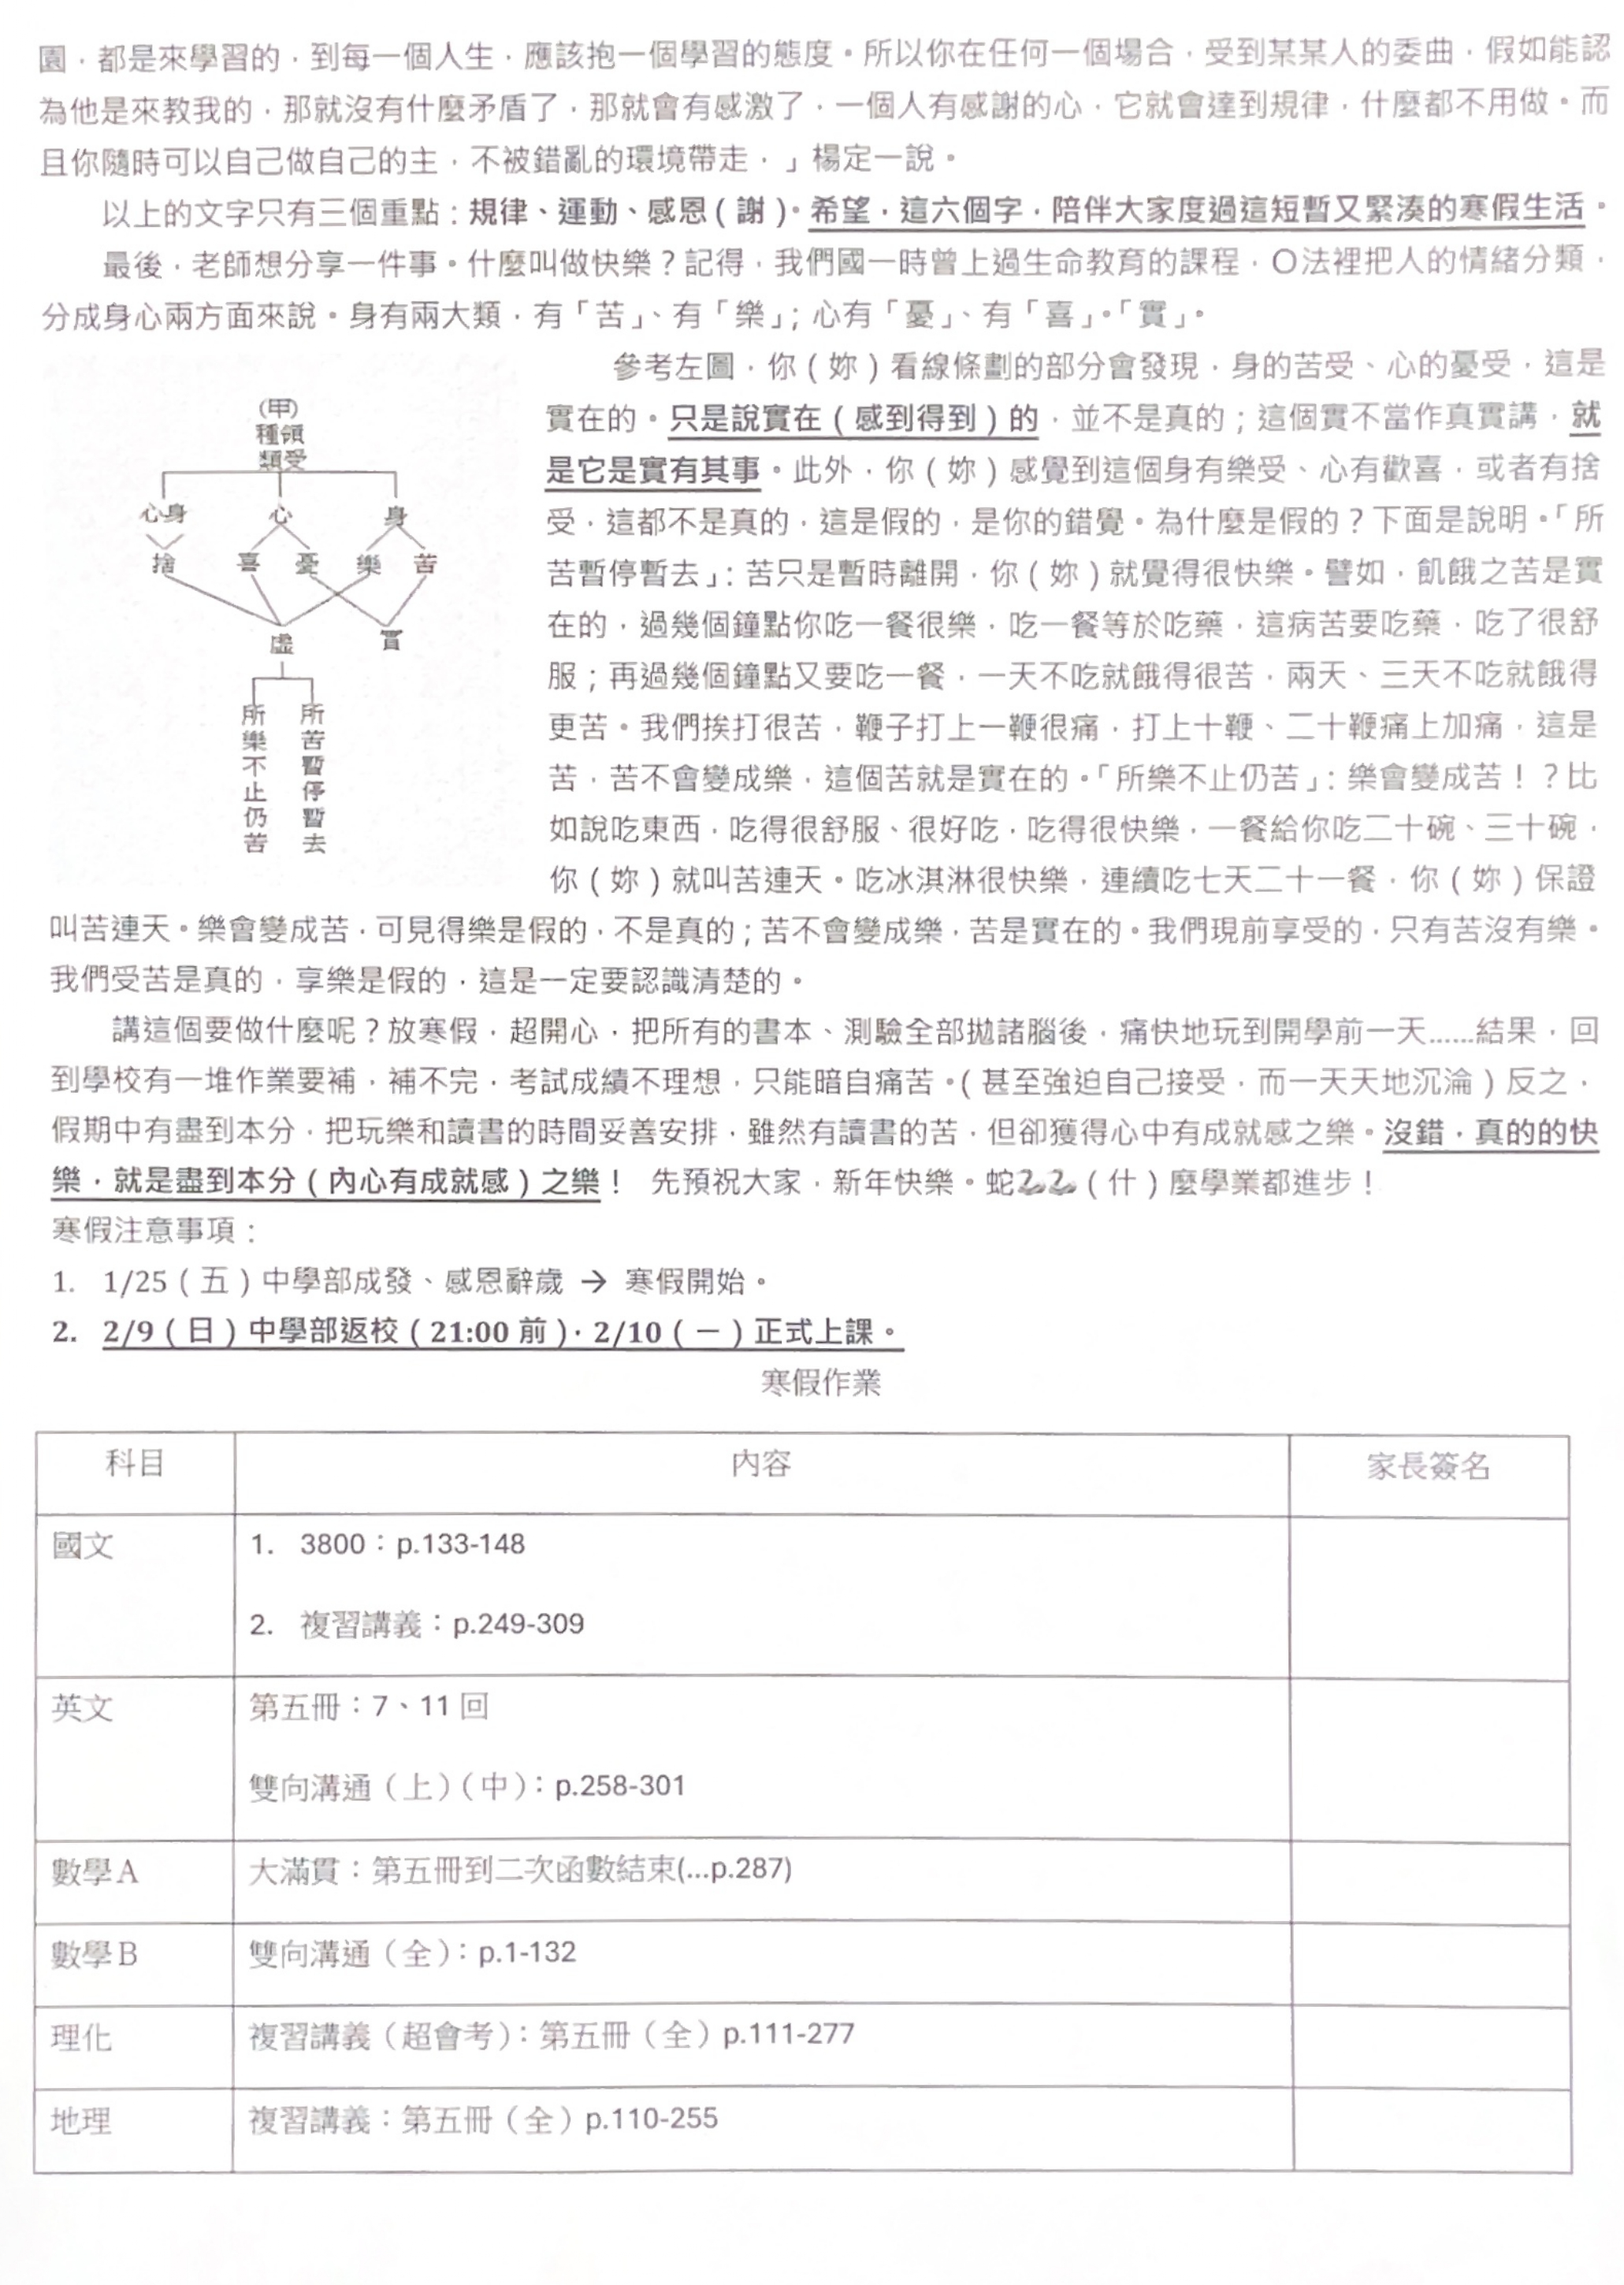 園，都是來學習的，到每一個人生，應該抱一個學習的態度。所以你在任何一個場合，受到某某人的委曲，假如能認
為他是來教我的，那就沒有什麼矛盾了，那就會有感激了，一個人有感謝的心，它就會達到規律，什麼都不用做。而
且你隨時可以自己做自己的主，不被錯亂的環境帶走，」楊定一說。
以上的文字只有三個重點：規律、運動、感恩（謝）。希望，這六個字，陪伴大家度過這短暫又緊湊的寒假生活。
最後，老師想分享一件事。什麼叫做快樂？記得，我們國一時曾上過生命教育的課程，O法裡把人的情緒分類，
分成身心兩方面來說。身有兩大類，有「苦」、有「樂」；心有「憂」、有「喜」。「實」。
(甲)
種領
類受
心身 心 身
捨 喜 憂 樂 苦
虛 實
所樂不止仍苦
所苦暫停暫去
參考左圖，你（妳）看線條劃的部分會發現，身的苦受、心的憂受，這是
實在的。只是說實在（感到得到）的，並不是真的；這個實不當作真實講，就
是它是實有其事。此外，你（妳）感覺到這個身有樂受、心有歡喜，或者有捨
受，這都不是真的，這是假的，是你的錯覺。為什麼是假的？下面是說明。「所
苦暫停暫去」：苦只是暫時離開，你（妳）就覺得很快樂。譬如，飢餓之苦是實
在的，過幾個鐘點你吃一餐很樂，吃一餐等於吃藥，這病苦要吃藥，吃了很舒
服；再過幾個鐘點又要吃一餐，一天不吃就餓得很苦，兩天、三天不吃就餓得
更苦。我們挨打很苦，鞭子打上一鞭很痛，打上十鞭、二十鞭痛上加痛，這是
苦，苦不會變成樂，這個苦就是實在的。「所樂不止仍苦」：樂會變成苦！？比
如說吃東西，吃得很舒服、很好吃，吃得很快樂，一餐給你吃二十碗、三十碗，
你（妳）就叫苦連天。吃冰淇淋很快樂，連續吃七天二十一餐，你（妳）保證
叫苦連天。樂會變成苦，可見得樂是假的，不是真的；苦不會變成樂，苦是實在的。我們現前享受的，只有苦沒有樂。
我們受苦是真的，享樂是假的，這是一定要認識清楚的。
講這個要做什麼呢？放寒假，超開心，把所有的書本、測驗全部拋諸腦後，痛快地玩到開學前一天……結果，回
到學校有一堆作業要補，補不完，考試成績不理想，只能暗自痛苦。（甚至強迫自己接受，而一天天地沉淪）反之，
假期中有盡到本分，把玩樂和讀書的時間妥善安排，雖然有讀書的苦，但卻獲得心中有成就感之樂。沒錯，真的的快
樂，就是盡到本分（內心有成就感）之樂！ 先預祝大家，新年快樂。蛇（什）麼學業都進步！
寒假注意事項：
1. 1/25（五）中學部成發、感恩辭歲 → 寒假開始。
2. 2/9（日）中學部返校（21:00 前），2/10（一）正式上課。
寒假作業
科目 內容 家長簽名
國文 1. 3800：p.133-148
2. 複習講義：p.249-309
英文 第五冊：7、11 回
雙向溝通（上）（中）：p.258-301
數學A 大滿貫：第五冊到二次函數結束(...p.287)
數學B 雙向溝通（全）：p.1-132
理化 複習講義（超會考）：第五冊（全）p.111-277
地理 複習講義：第五冊（全）p.110-255